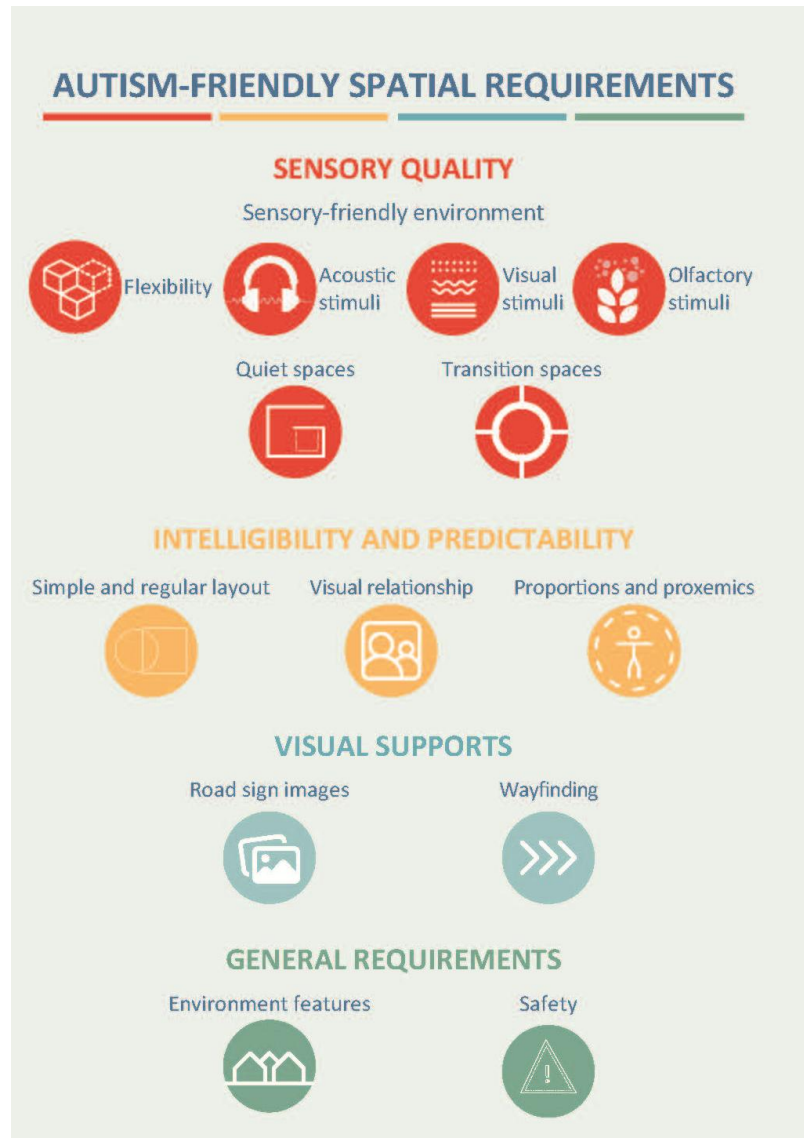 AUTISM-FRIENDLY SPATIAL REQUIREMENTS
SENSORY QUALITY
Sensory-friendly environment
Flexibility
Acoustic
stimuli
Visual
stimuli
Olfactory
stimuli
Quiet spaces
Transition spaces
INTELLIGIBILITY AND PREDICTABILITY
Simple and regular layout
Visual relationship
Proportions and proxemics
VISUAL SUPPORTS
Road sign images
Wayfinding
GENERAL REQUIREMENTS
Environment features
Safety
!